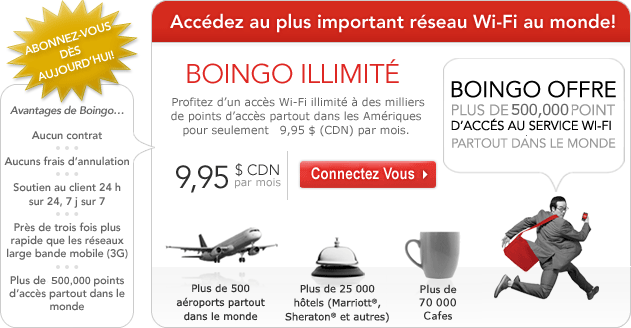 ABONNEZ-VOUS
DÈS
AUJOURD'HUI!
Avantages de Boingo...
Aucun contrat
Aucuns frais d'annulation
Soutien au client 24 h
sur 24, 7 j sur 7
Près de trois fois plus
rapide que les réseaux
large bande mobile (3G)
Plus de  500,000 points
d'accès partout dans le
monde
Accédez au plus important réseau Wi-Fi au monde!
BOINGO ILLIMITÉ
Profitez d'un accès Wi-Fi illimité à des milliers
de points d'accès partout dans les Amériques
pour seulement   9,95 $ (CDN) par mois.
9,95 $ CDN
par mois
Connectez Vous
BOINGO OFFRE
PLUS DE 500,000 POINT
D'ACCÉS AU SERVICE WI-FI
PARTOUT DANS LE MONDE
Plus de 500
aéroports partout
dans le monde
Plus de 25 000
hôtels (Marriott®,
Sheraton® et autres)
Plus de
70 000
Cafes